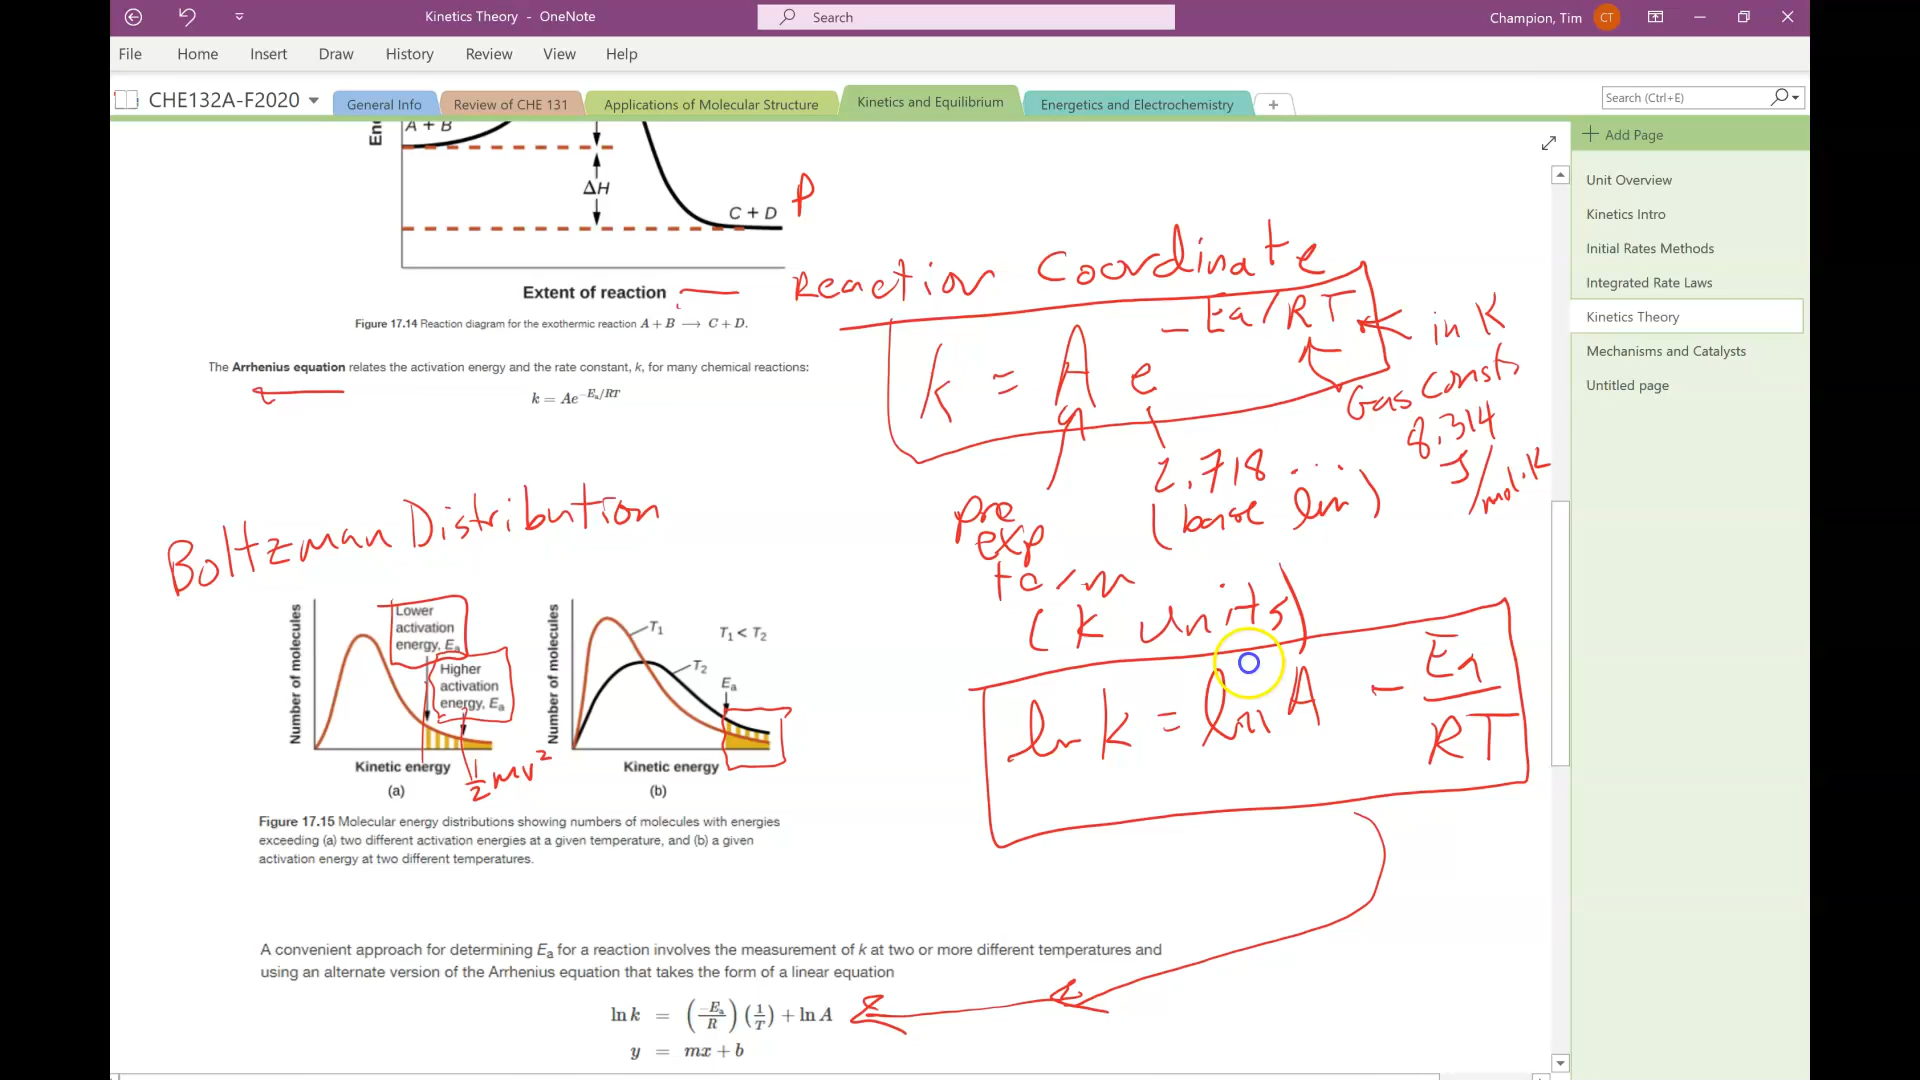 Kinetics Theory - OneNote
Search
Champion, Tim
CT
File Home Insert Draw History Review View Help
CHE132A-F2020
General Info
Review of CHE 131
Applications of Molecular Structure
Kinetics and Equilibrium
Energetics and Electrochemistry
+
Search (Ctrl+E)
Add Page
Unit Overview
Kinetics Intro
Initial Rates Methods
Integrated Rate Laws
Kinetics Theory
Mechanisms and Catalysts
Untitled page
Ene
A + B
ΔH
C + D
P
Extent of reaction
Reaction Coordinate
Figure 17.14 Reaction diagram for the exothermic reaction A + B ⟶ C + D.
The Arrhenius equation relates the activation energy and the rate constant, k, for many chemical reactions:
k = Ae^−Ea/RT
k = A e^−Ea/RT
in K
Gas const
8.314
J/mol·K
2.718 ...
(base ln)
pre
exp
term
(k units)
ln k = ln A − Ea/RT
Boltzman Distribution
Number of molecules
Lower
activation
energy, Ea
Higher
activation
energy, Ea
Kinetic energy
1/2 mv²
(a)
Number of molecules
T1
T1 < T2
T2
Ea
Kinetic energy
(b)
Figure 17.15 Molecular energy distributions showing numbers of molecules with energies
exceeding (a) two different activation energies at a given temperature, and (b) a given
activation energy at two different temperatures.
A convenient approach for determining Ea for a reaction involves the measurement of k at two or more different temperatures and
using an alternate version of the Arrhenius equation that takes the form of a linear equation
ln k = (−Ea/R)(1/T) + ln A
y = mx + b